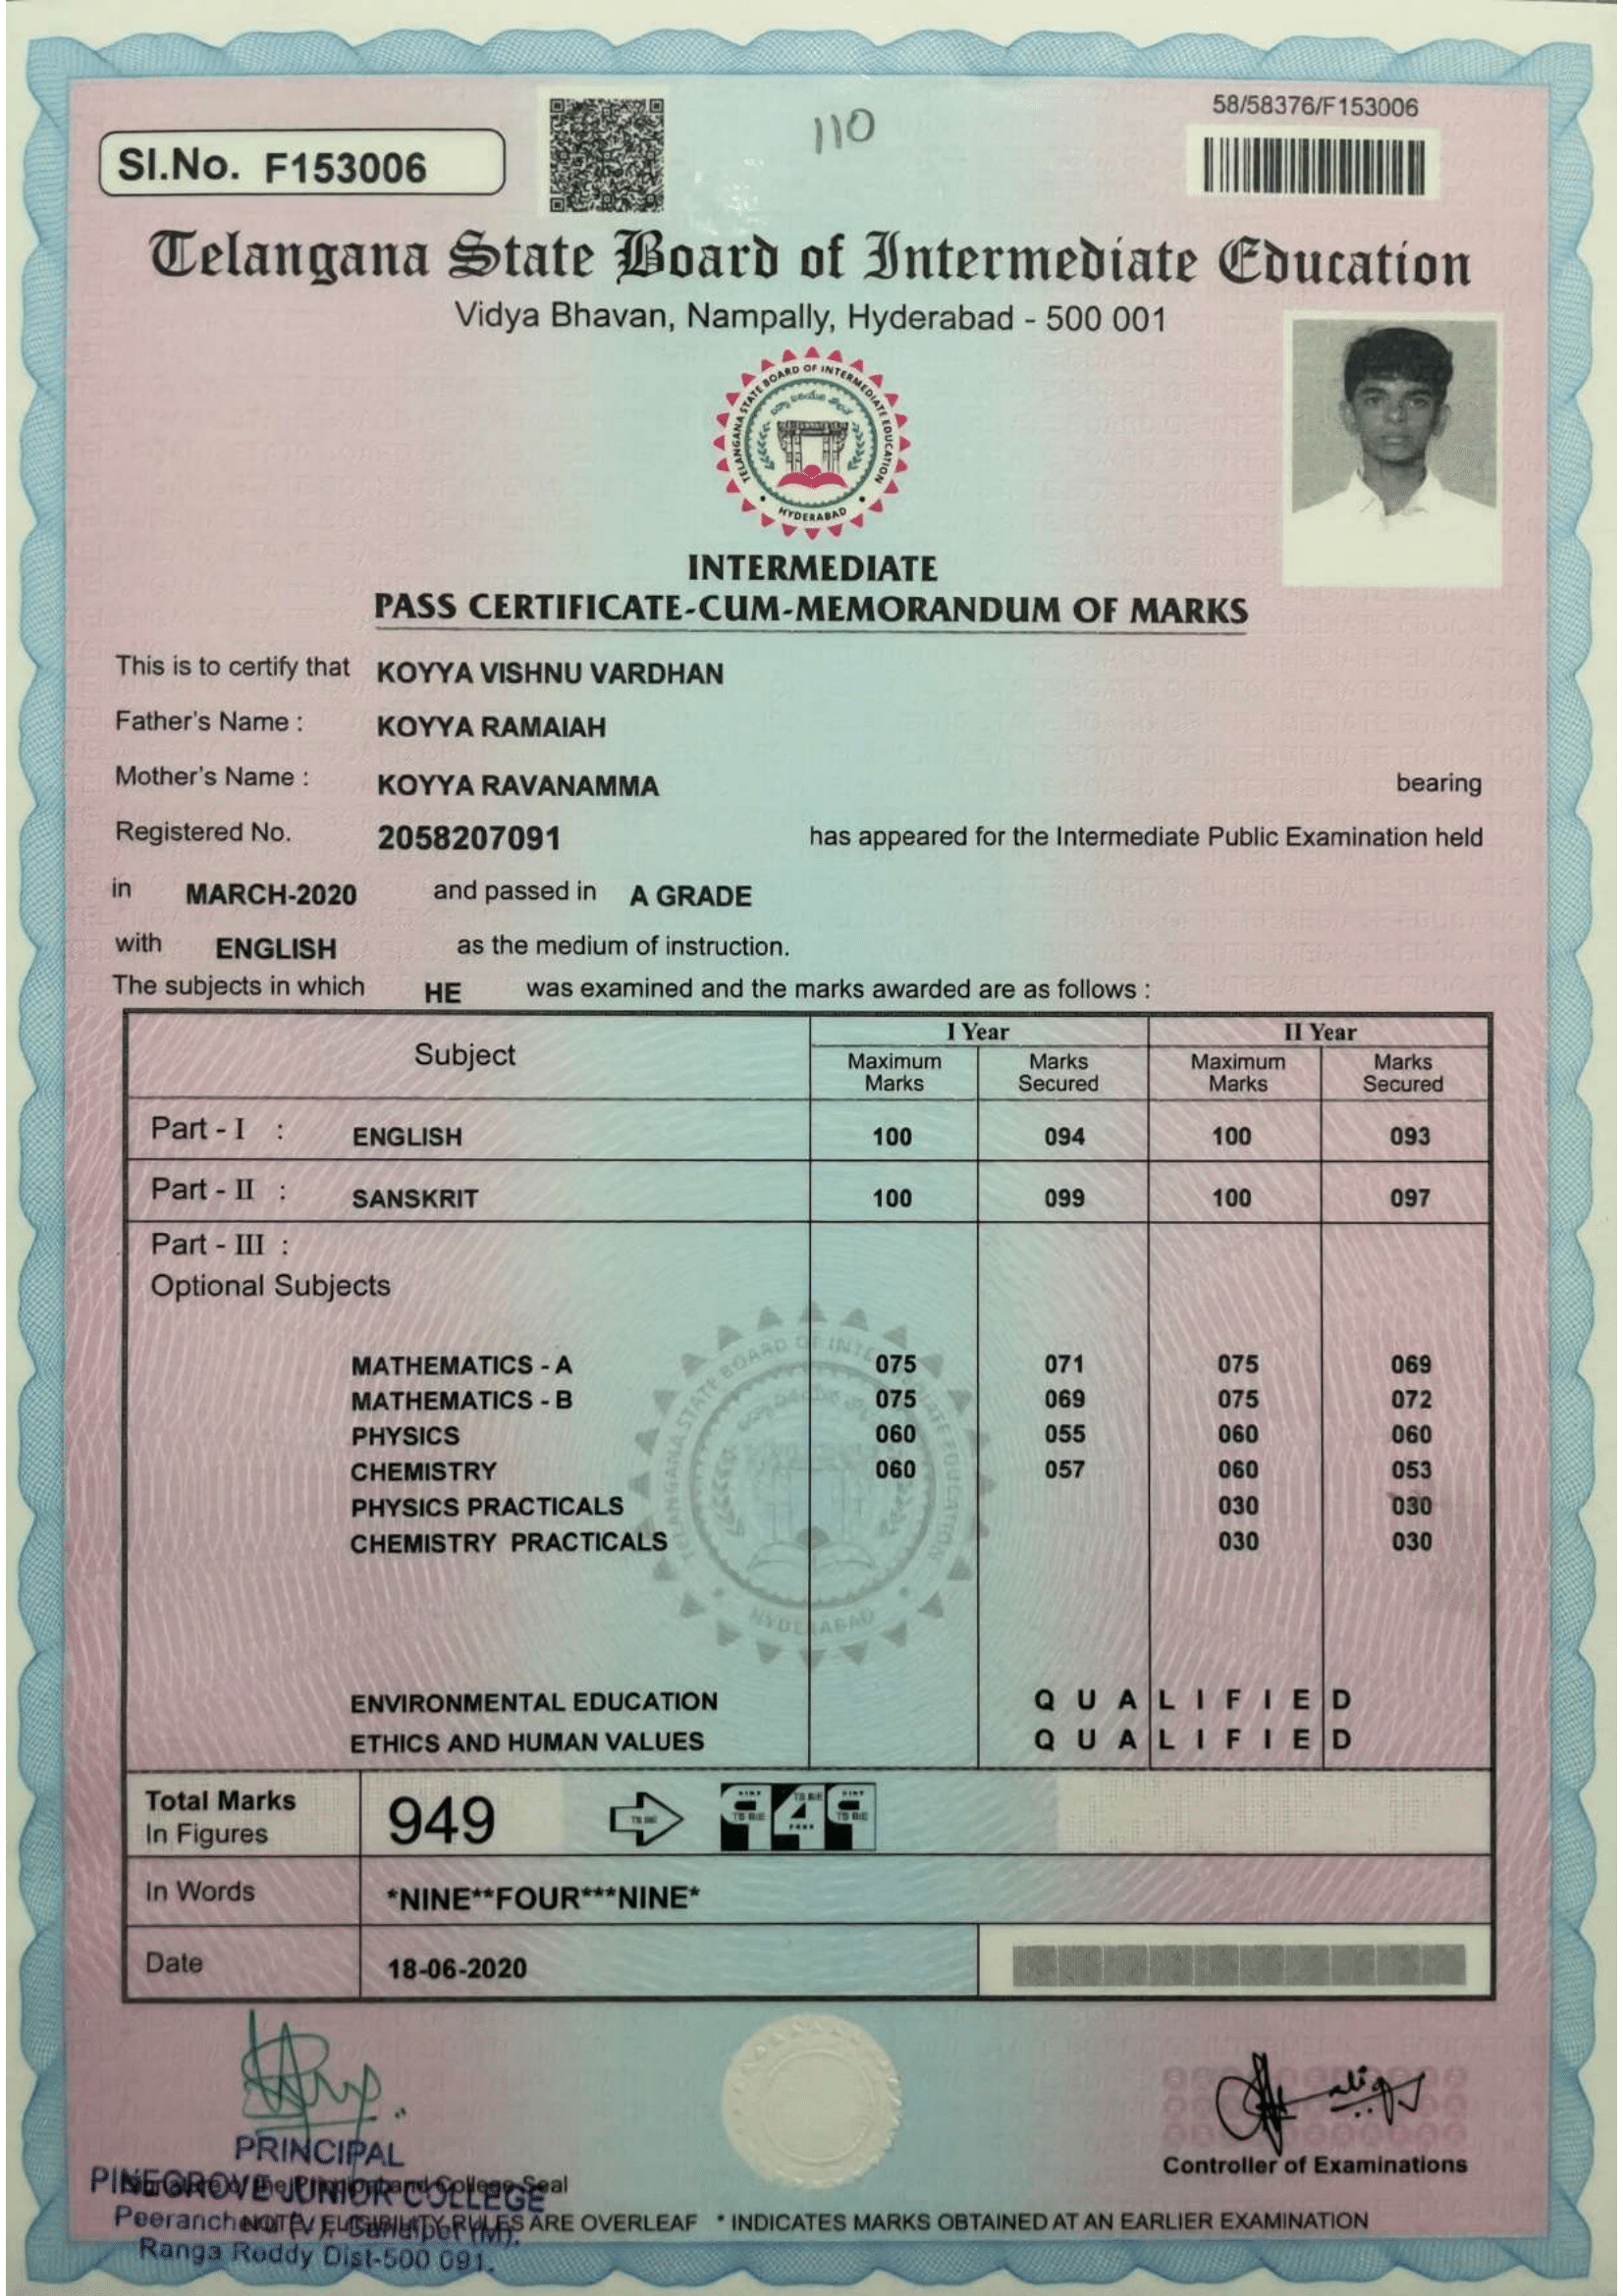 58/58376/F153006
Sl.No. F153006
110
Telangana State Board of Intermediate Education
Vidya Bhavan, Nampally, Hyderabad - 500 001
TELANGANA STATE BOARD OF INTERMEDIATE EDUCATION
HYDERABAD
INTERMEDIATE
PASS CERTIFICATE-CUM-MEMORANDUM OF MARKS
This is to certify that KOYYA VISHNU VARDHAN
Father's Name : KOYYA RAMAIAH
Mother's Name : KOYYA RAVANAMMA bearing
Registered No. 2058207091 has appeared for the Intermediate Public Examination held
in MARCH-2020 and passed in A GRADE
with ENGLISH as the medium of instruction.
The subjects in which HE was examined and the marks awarded are as follows :
Subject I Year II Year
Maximum Marks Marks Secured Maximum Marks Marks Secured
Part - I : ENGLISH 100 094 100 093
Part - II : SANSKRIT 100 099 100 097
Part - III :
Optional Subjects
MATHEMATICS - A 075 071 075 069
MATHEMATICS - B 075 069 075 072
PHYSICS 060 055 060 060
CHEMISTRY 060 057 060 053
PHYSICS PRACTICALS 030 030
CHEMISTRY PRACTICALS 030 030
ENVIRONMENTAL EDUCATION QUALIFIED
ETHICS AND HUMAN VALUES QUALIFIED
Total Marks
In Figures 949 949
In Words *NINE**FOUR***NINE*
Date 18-06-2020
PRINCIPAL
PINEGROVE JUNIOR COLLEGE
Signature of the Principal and College Seal
Controller of Examinations
Peerancheru (V), Gandipet (M),
NOTE : ELIGIBILITY RULES ARE OVERLEAF * INDICATES MARKS OBTAINED AT AN EARLIER EXAMINATION
Ranga Reddy Dist-500 091.